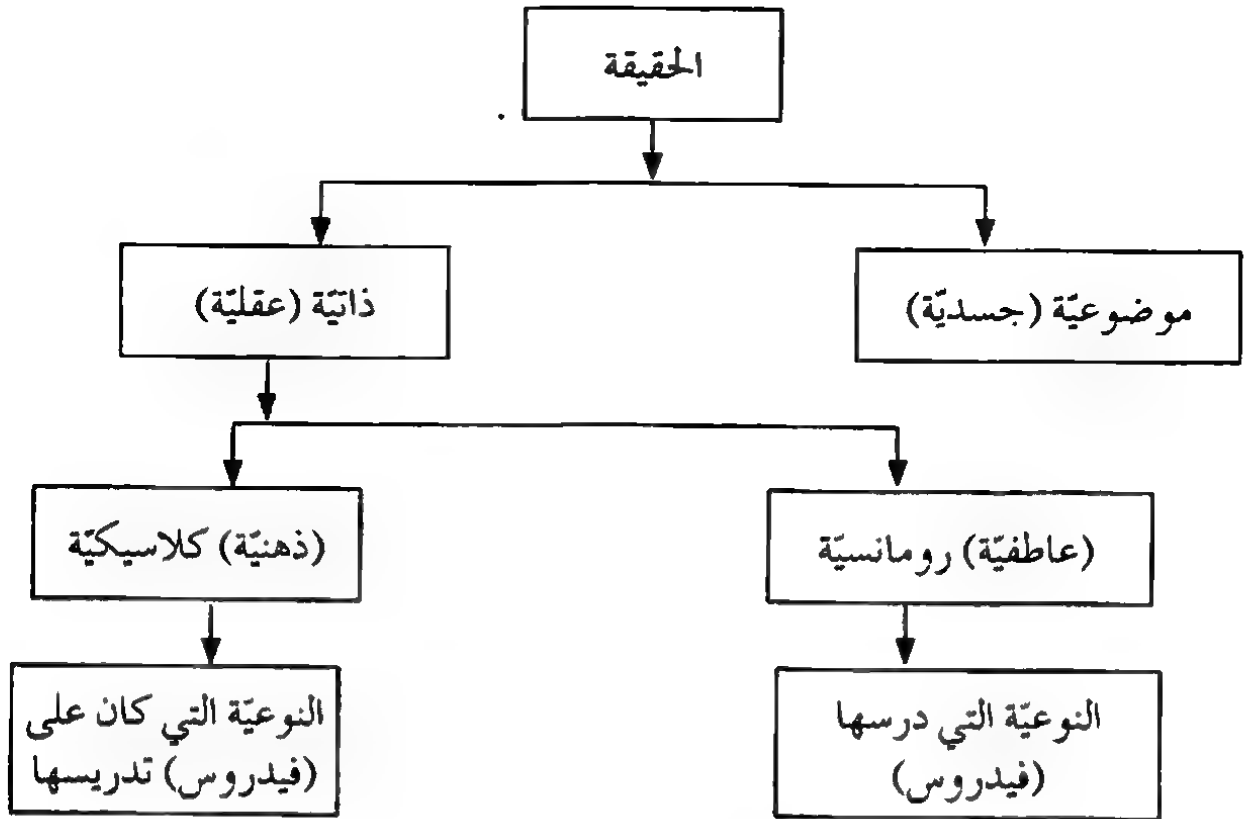 الحقيقة
موضوعيّة (جسديّة)
ذاتيّة (عقليّة)
(عاطفيّة) رومانسيّة
(ذهنيّة) كلاسيكيّة
النوعيّة التي درسها
(فيدروس)
النوعيّة التي كان على
(فيدروس) تدريسها